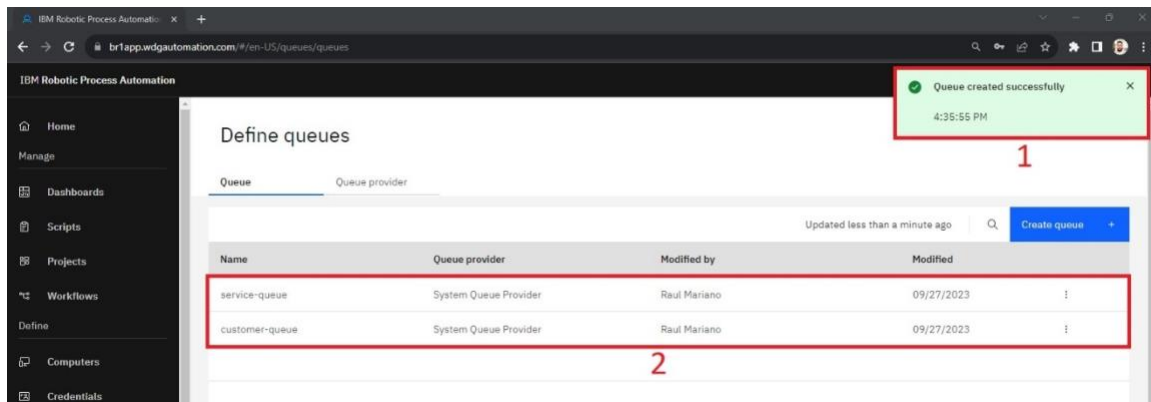 IBM Robotic Process Automatio
br1app.wdgautomation.com/#/en-US/queues/queues
IBM Robotic Process Automation
Queue created successfully
4:35:55 PM
1
Home
Manage
Dashboards
Scripts
Projects
Workflows
Define
Computers
Credentials
Define queues
Queue Queue provider
Updated less than a minute ago Create queue +
Name Queue provider Modified by Modified
service-queue System Queue Provider Raul Mariano 09/27/2023
customer-queue System Queue Provider Raul Mariano 09/27/2023
2